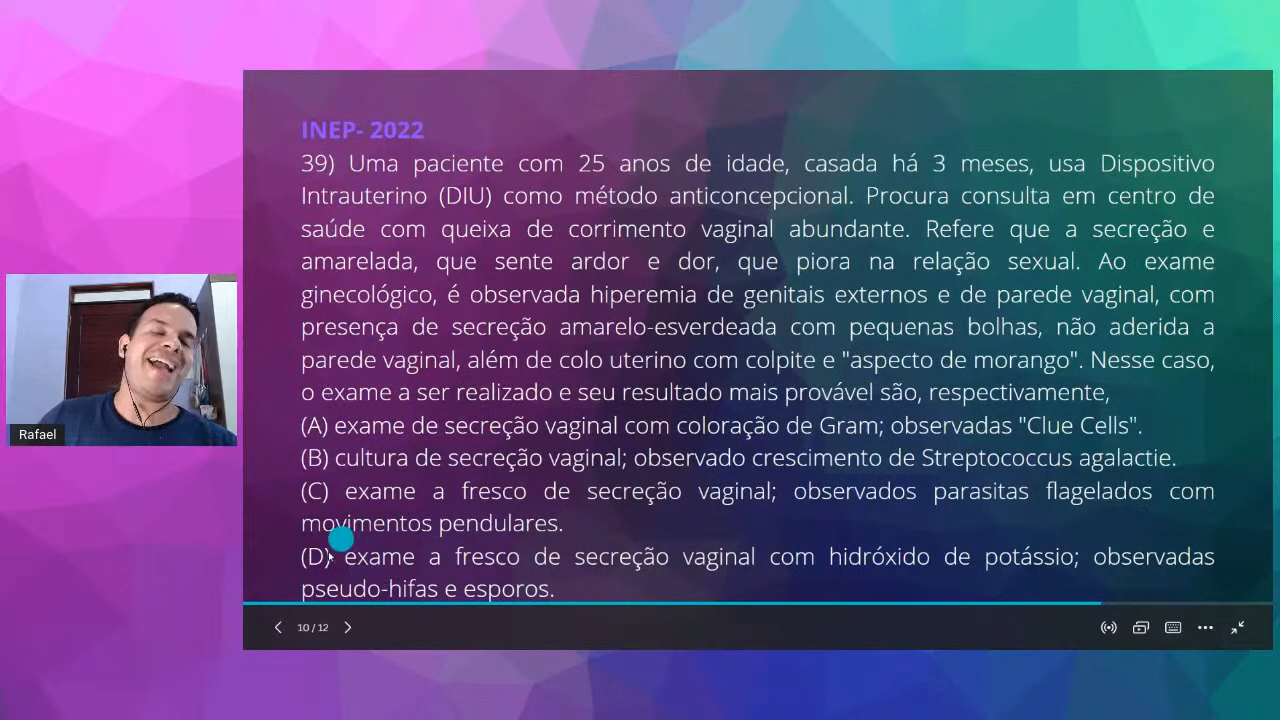 INEP- 2022
39) Uma paciente com 25 anos de idade, casada há 3 meses, usa Dispositivo
Intrauterino (DIU) como método anticoncepcional. Procura consulta em centro de
saúde com queixa de corrimento vaginal abundante. Refere que a secreção e
amarelada, que sente ardor e dor, que piora na relação sexual. Ao exame
ginecológico, é observada hiperemia de genitais externos e de parede vaginal, com
presença de secreção amarelo-esverdeada com pequenas bolhas, não aderida a
parede vaginal, além de colo uterino com colpite e "aspecto de morango". Nesse caso,
o exame a ser realizado e seu resultado mais provável são, respectivamente,
(A) exame de secreção vaginal com coloração de Gram; observadas "Clue Cells".
(B) cultura de secreção vaginal; observado crescimento de Streptococcus agalactie.
(C) exame a fresco de secreção vaginal; observados parasitas flagelados com
movimentos pendulares.
(D) exame a fresco de secreção vaginal com hidróxido de potássio; observadas
pseudo-hifas e esporos.
Rafael
10 / 12